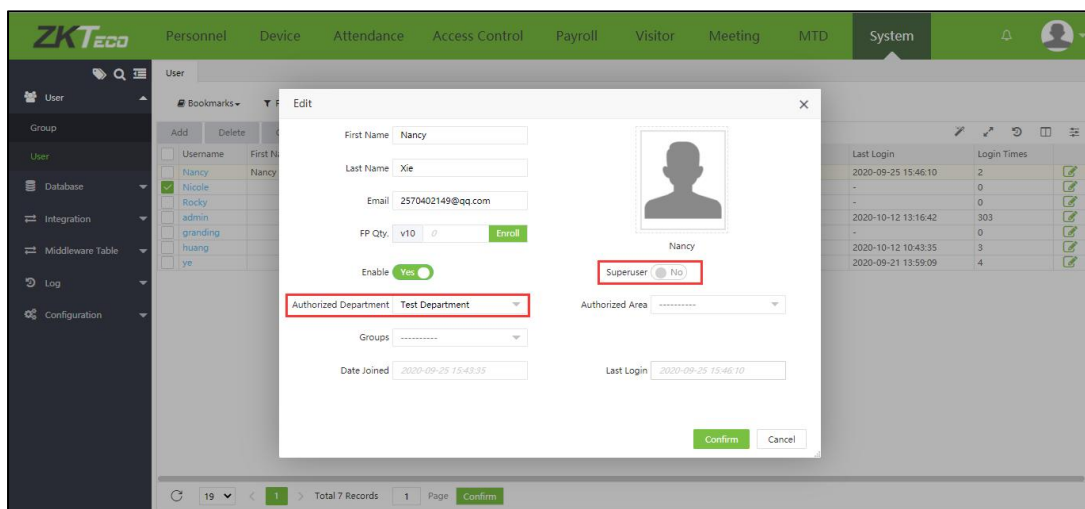 ZKTeco Personnel Device Attendance Access Control Payroll Visitor Meeting MTD System
User
User
Bookmarks
Group
User
Database
Integration
Middleware Table
Log
Configuration
Add Delete
Username
Last Login Login Times
Nancy Nancy 2020-09-25 15:46:10 2
Nicole - 0
Rocky - 0
admin 2020-10-12 13:16:42 303
granding - 0
huang 2020-10-12 10:43:35 3
ye 2020-09-21 13:59:09 4
Edit
First Name Nancy
Last Name Xie
Email 2570402149@qq.com
FP Qty. v10 0 Enroll
Nancy
Enable Yes Superuser No
Authorized Department Test Department Authorized Area ----------
Groups ----------
Date Joined 2020-09-25 15:43:35 Last Login 2020-09-25 15:46:10
Confirm Cancel
19 1 Total 7 Records 1 Page Confirm